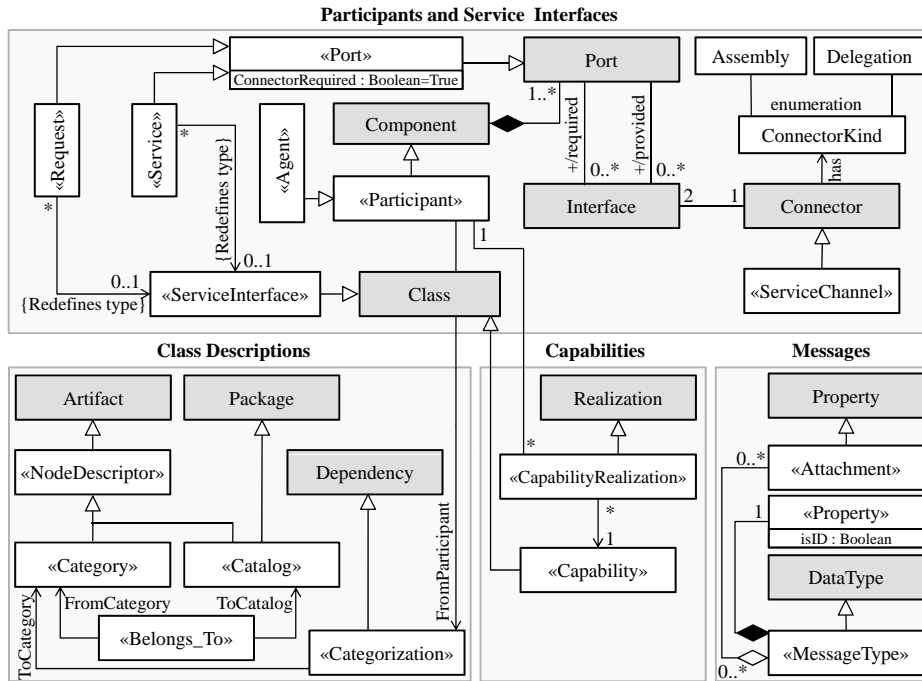 Participants and Service Interfaces
«Port»
ConnectorRequired : Boolean=True
Port
Assembly
Delegation
enumeration
ConnectorKind
has
1..*
Component
+/required
+/provided
0..*
0..*
«Request»
*
«Service»
*
«Agent»
«Participant»
1
Interface
2
1
Connector
{Redefines type}
0..1
0..1
{Redefines type}
«ServiceInterface»
Class
«ServiceChannel»
Class Descriptions
Artifact
Package
«NodeDescriptor»
Dependency
«Category»
«Catalog»
FromCategory
ToCatalog
ToCategory
«Belongs_To»
«Categorization»
FromParticipant
Capabilities
Realization
*
«CapabilityRealization»
*
1
«Capability»
Messages
Property
0..*
«Attachment»
1
«Property»
isID : Boolean
DataType
«MessageType»
0..*